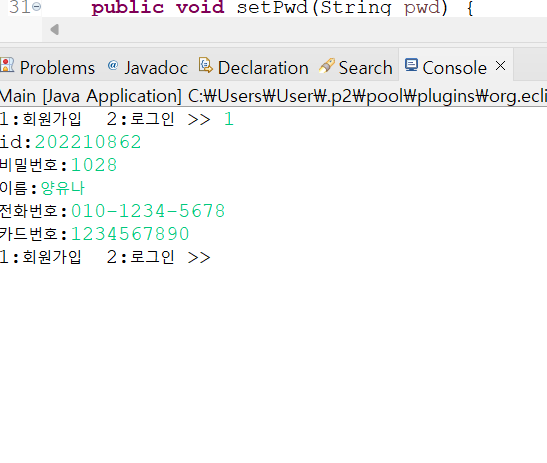 31 public void setPwd(String pwd) {
Problems @ Javadoc Declaration Search Console
Main [Java Application] C:₩Users₩User₩.p2₩pool₩plugins₩org.ecli
1:회원가입 2:로그인 >> 1
id:202210862
비밀번호:1028
이름:양유나
전화번호:010-1234-5678
카드번호:1234567890
1:회원가입 2:로그인 >>